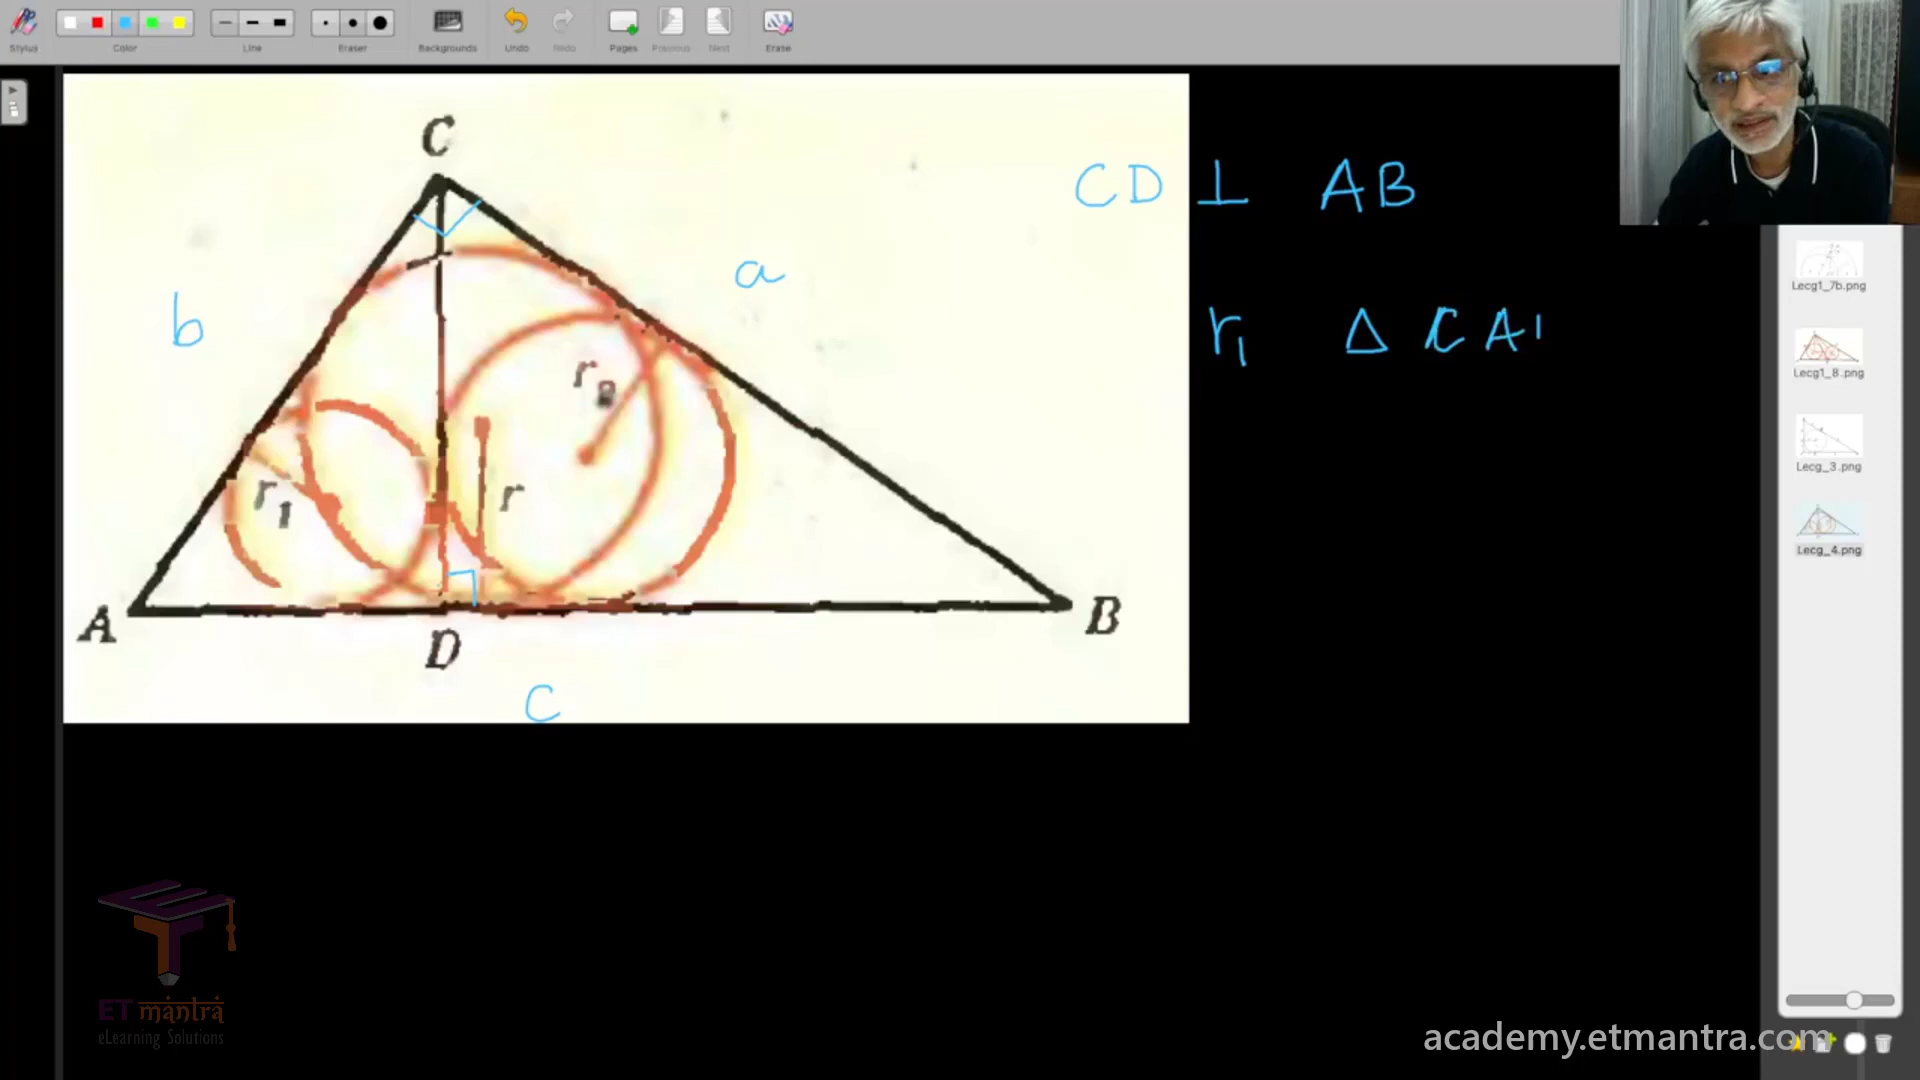 Stylus
Color
Line
Eraser
Backgrounds
Undo
Redo
Pages
Previous
Next
Erase
C
CD ⊥ AB
a
b
r₁ Δ CA
r₂
r₁
r
A
B
D
c
Lecg1_7b.png
Lecg1_8.png
Lecg_3.png
Lecg_4.png
ET mantra
eLearning Solutions
academy.etmantra.com